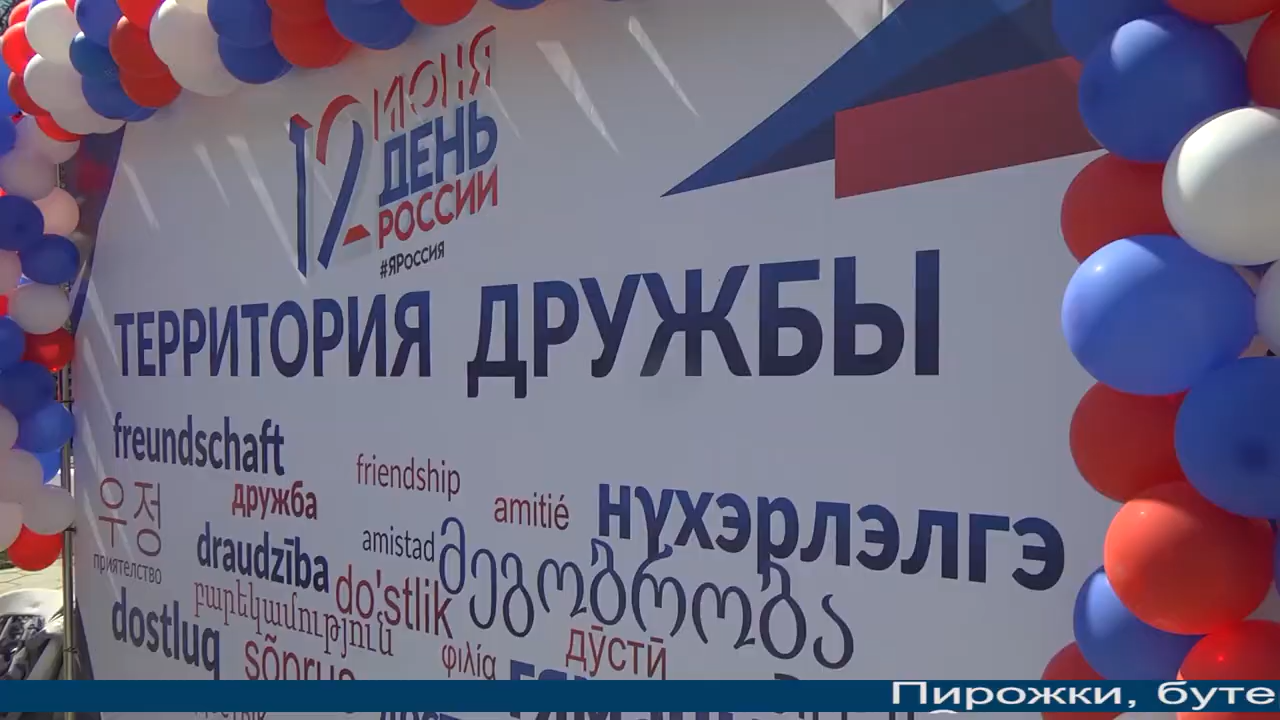 12 ИЮНЯ
ДЕНЬ
РОССИИ
#ЯРОССИЯ
ТЕРРИТОРИЯ ДРУЖБЫ
freundschaft
friendship
우정
дружба
amitié
нүхэрлэлгэ
приятелство
draudzība
amistad
მეგობრობა
dostluq
բարեկամություն
do'stlik
sõprus
φιλία
дӯстӣ
Пирожки, буте